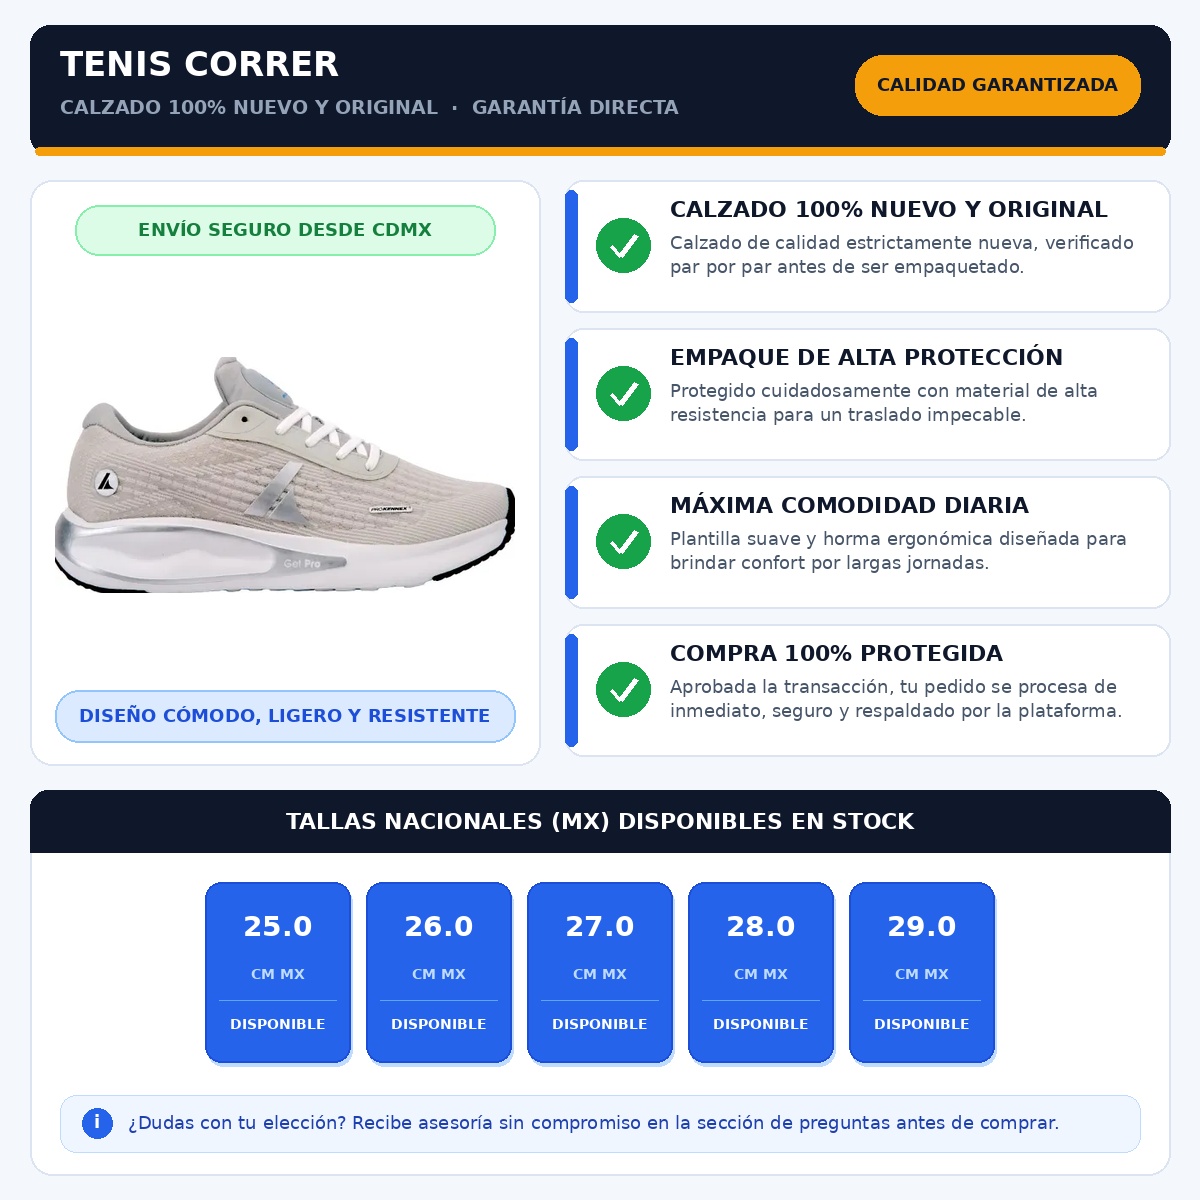 TENIS CORRER
CALZADO 100% NUEVO Y ORIGINAL · GARANTÍA DIRECTA
CALIDAD GARANTIZADA
ENVÍO SEGURO DESDE CDMX
PROKENNEX
Get Pro
DISEÑO CÓMODO, LIGERO Y RESISTENTE
CALZADO 100% NUEVO Y ORIGINAL
Calzado de calidad estrictamente nueva, verificado
par por par antes de ser empaquetado.
EMPAQUE DE ALTA PROTECCIÓN
Protegido cuidadosamente con material de alta
resistencia para un traslado impecable.
MÁXIMA COMODIDAD DIARIA
Plantilla suave y horma ergonómica diseñada para
brindar confort por largas jornadas.
COMPRA 100% PROTEGIDA
Aprobada la transacción, tu pedido se procesa de
inmediato, seguro y respaldado por la plataforma.
TALLAS NACIONALES (MX) DISPONIBLES EN STOCK
25.0
CM MX
DISPONIBLE
26.0
CM MX
DISPONIBLE
27.0
CM MX
DISPONIBLE
28.0
CM MX
DISPONIBLE
29.0
CM MX
DISPONIBLE
i
¿Dudas con tu elección? Recibe asesoría sin compromiso en la sección de preguntas antes de comprar.